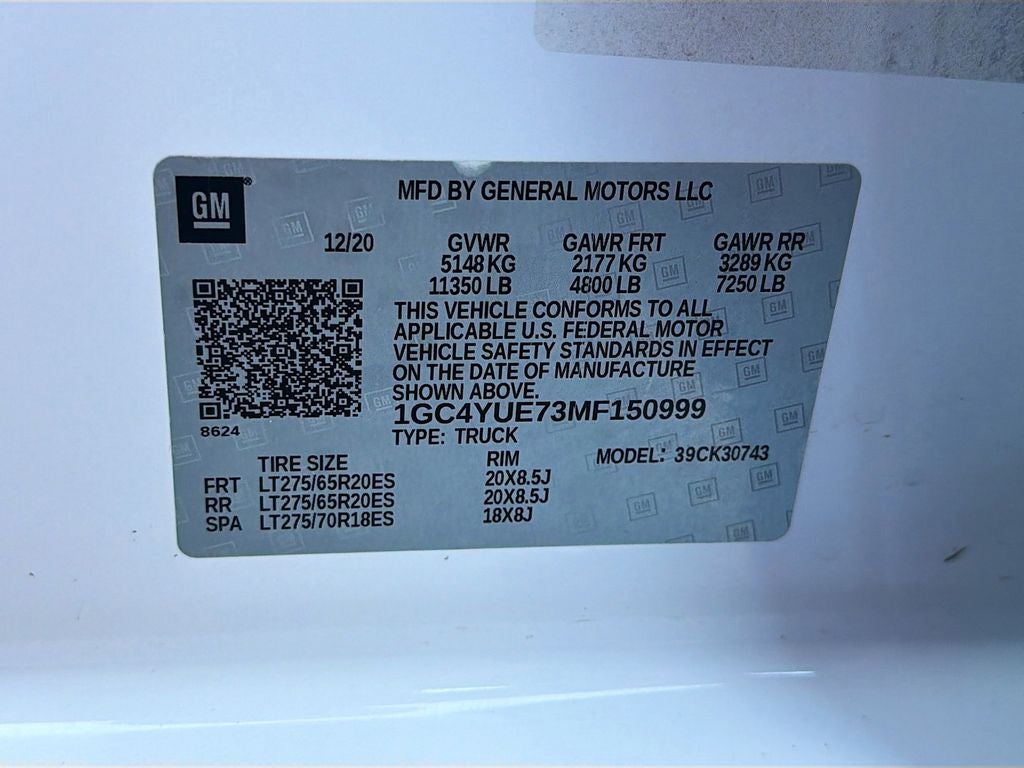 GM
MFD BY GENERAL MOTORS LLC
12/20 GVWR GAWR FRT GAWR RR
5148 KG 2177 KG 3289 KG
11350 LB 4800 LB 7250 LB
THIS VEHICLE CONFORMS TO ALL
APPLICABLE U.S. FEDERAL MOTOR
VEHICLE SAFETY STANDARDS IN EFFECT
ON THE DATE OF MANUFACTURE
SHOWN ABOVE.
1GC4YUE73MF150999
8624
TYPE: TRUCK
TIRE SIZE RIM MODEL: 39CK30743
FRT LT275/65R20ES 20X8.5J
RR LT275/65R20ES 20X8.5J
SPA LT275/70R18ES 18X8J